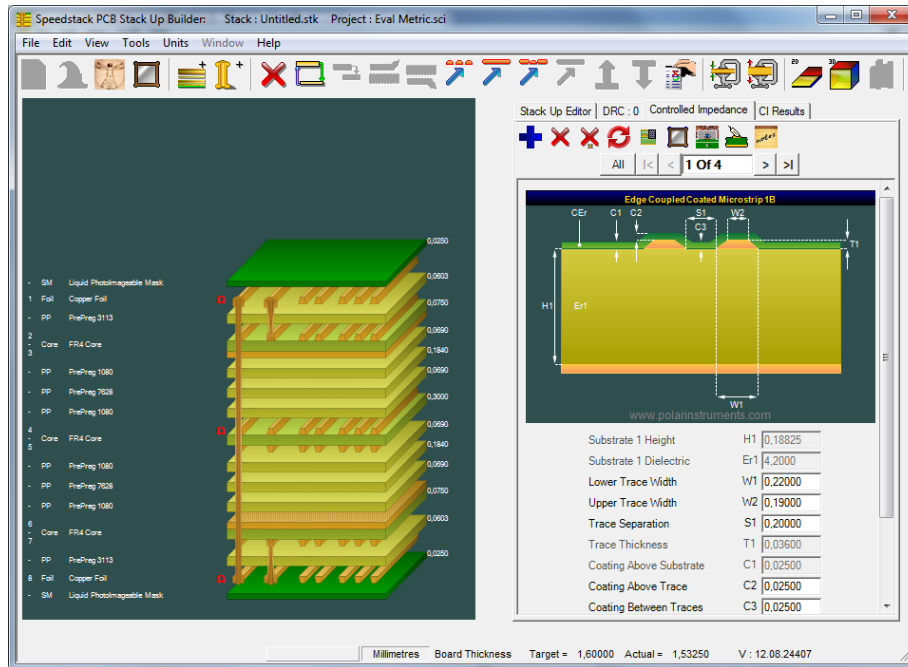 Speedstack PCB Stack Up Builder: Stack : Untitled.stk Project : Eval Metric.sci
File Edit View Tools Units Window Help
2D 3D
Stack Up Editor DRC : 0 Controlled Impedance CI Results
notes
All |< < 1 Of 4 > >|
Edge Coupled Coated Microstrip 1B
CEr C1 C2 S1 C3 W2 T1
H1 Er1
W1
www.polarinstruments.com
0,0250
0,0603
- SM Liquid PhotoImageable Mask
1 Foil Copper Foil Ω
0,0750
- PP PrePreg 3113
0,0690
2
- Core FR4 Core
3
0,1840
- PP PrePreg 1080
0,0690
- PP PrePreg 7628
0,3000
- PP PrePreg 1080
0,0690
4
- Core FR4 Core Ω
5
0,1840
- PP PrePreg 1080
0,0690
- PP PrePreg 7628
0,0750
- PP PrePreg 1080
0,0603
6
- Core FR4 Core
7
0,0250
- PP PrePreg 3113
8 Foil Copper Foil Ω
- SM Liquid PhotoImageable Mask
Substrate 1 Height H1 0,18825
Substrate 1 Dielectric Er1 4,2000
Lower Trace Width W1 0,22000
Upper Trace Width W2 0,19000
Trace Separation S1 0,20000
Trace Thickness T1 0,03600
Coating Above Substrate C1 0,02500
Coating Above Trace C2 0,02500
Coating Between Traces C3 0,02500
Millimetres Board Thickness Target = 1,60000 Actual = 1,53250 V : 12.08.24407